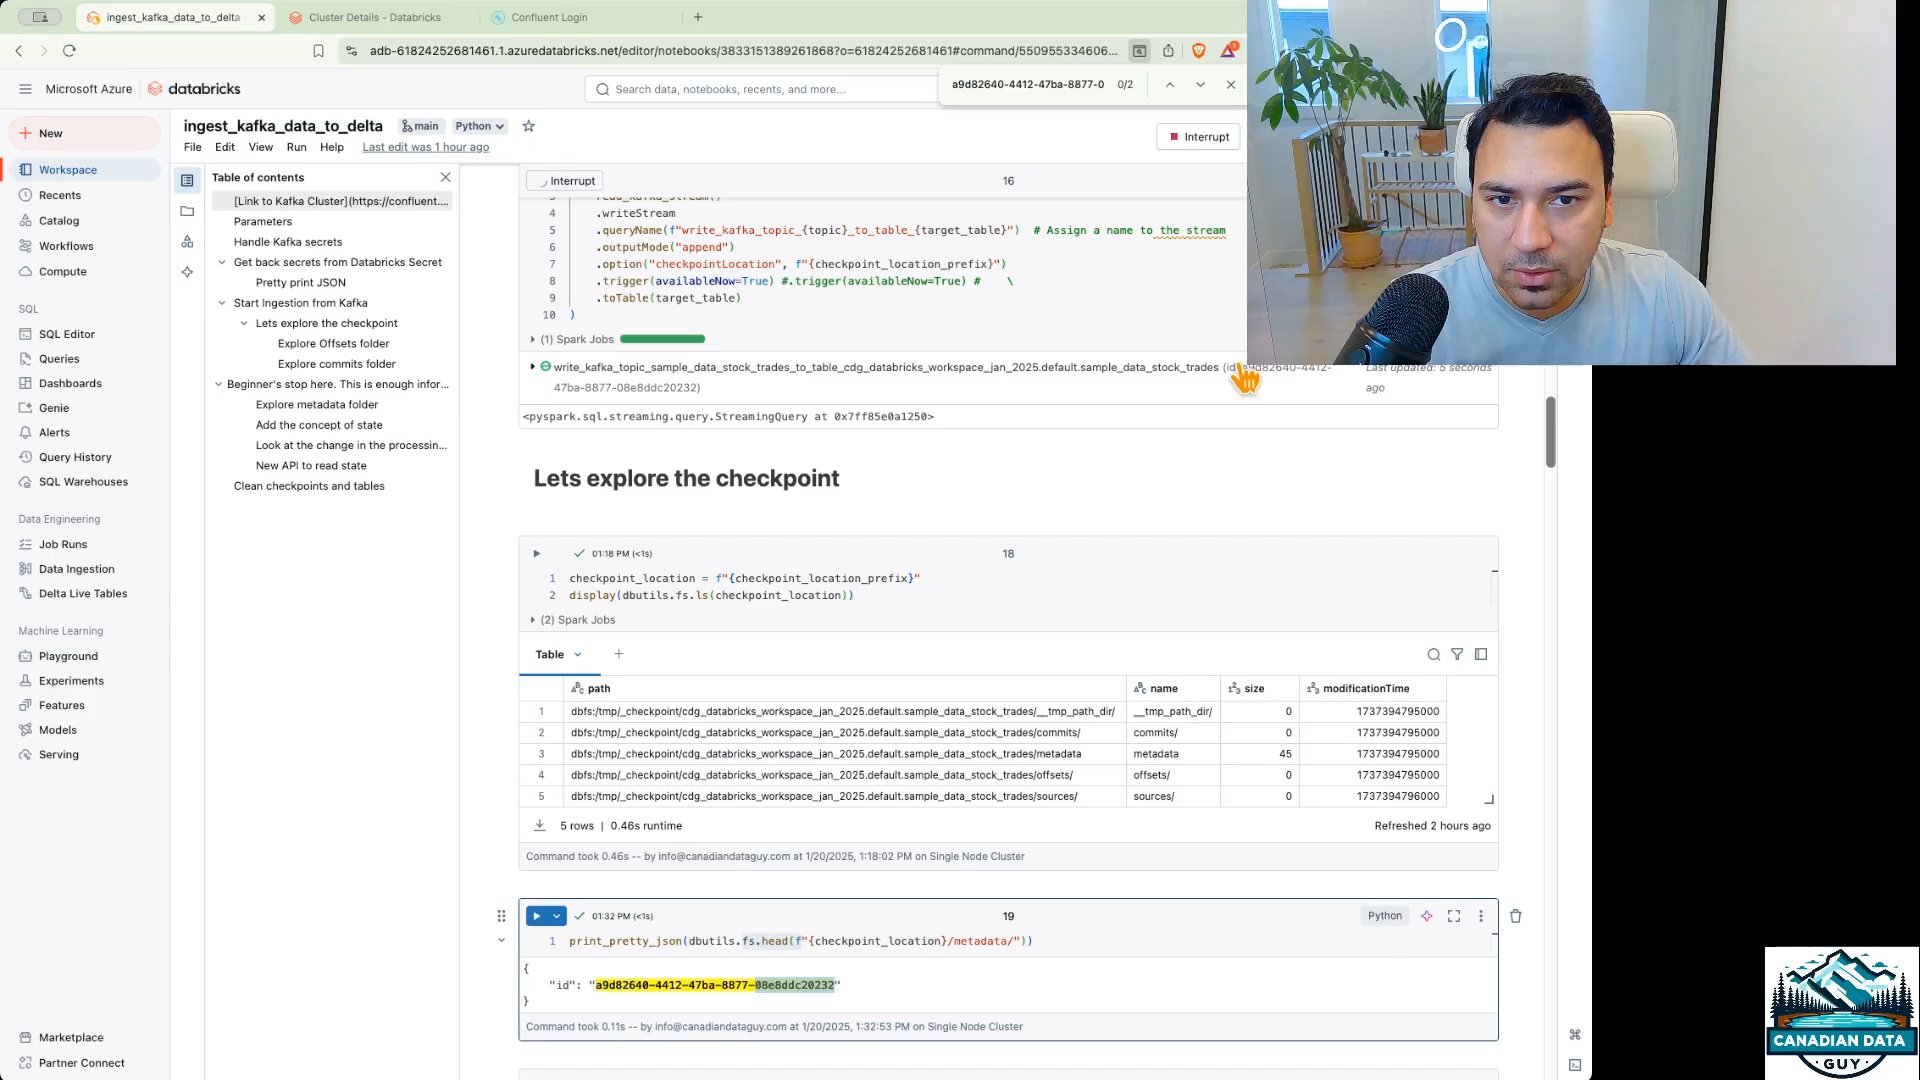 ingest_kafka_data_to_delta
Cluster Details - Databricks
Confluent Login
adb-61824252681461.1.azuredatabricks.net/editor/notebooks/3833151389261868?o=61824252681461#command/550955334606...
a9d82640-4412-47ba-8877-0 0/2
Microsoft Azure databricks
Search data, notebooks, recents, and more...
New
Workspace
Recents
Catalog
Workflows
Compute
SQL
SQL Editor
Queries
Dashboards
Genie
Alerts
Query History
SQL Warehouses
Data Engineering
Job Runs
Data Ingestion
Delta Live Tables
Machine Learning
Playground
Experiments
Features
Models
Serving
Marketplace
Partner Connect
ingest_kafka_data_to_delta main Python
File Edit View Run Help Last edit was 1 hour ago
Interrupt
Table of contents
[Link to Kafka Cluster](https://confluent....
Parameters
Handle Kafka secrets
Get back secrets from Databricks Secret
Pretty print JSON
Start Ingestion from Kafka
Lets explore the checkpoint
Explore Offsets folder
Explore commits folder
Beginner's stop here. This is enough infor...
Explore metadata folder
Add the concept of state
Look at the change in the processin...
New API to read state
Clean checkpoints and tables
Interrupt 16
3 read_kafka_stream()
4 .writeStream
5 .queryName(f"write_kafka_topic_{topic}_to_table_{target_table}") # Assign a name to the stream
6 .outputMode("append")
7 .option("checkpointLocation", f"{checkpoint_location_prefix}")
8 .trigger(availableNow=True) #.trigger(availableNow=True) # \
9 .toTable(target_table)
10 )
(1) Spark Jobs
write_kafka_topic_sample_data_stock_trades_to_table_cdg_databricks_workspace_jan_2025.default.sample_data_stock_trades
47ba-8877-08e8ddc20232)
Last updated: 5 seconds
ago
<pyspark.sql.streaming.query.StreamingQuery at 0x7ff85e0a1250>
Lets explore the checkpoint
01:18 PM (<1s) 18
1 checkpoint_location = f"{checkpoint_location_prefix}"
2 display(dbutils.fs.ls(checkpoint_location))
(2) Spark Jobs
Table
path name size modificationTime
1 dbfs:/tmp/_checkpoint/cdg_databricks_workspace_jan_2025.default.sample_data_stock_trades/__tmp_path_dir/ __tmp_path_dir/ 0 1737394795000
2 dbfs:/tmp/_checkpoint/cdg_databricks_workspace_jan_2025.default.sample_data_stock_trades/commits/ commits/ 0 1737394795000
3 dbfs:/tmp/_checkpoint/cdg_databricks_workspace_jan_2025.default.sample_data_stock_trades/metadata metadata 45 1737394795000
4 dbfs:/tmp/_checkpoint/cdg_databricks_workspace_jan_2025.default.sample_data_stock_trades/offsets/ offsets/ 0 1737394795000
5 dbfs:/tmp/_checkpoint/cdg_databricks_workspace_jan_2025.default.sample_data_stock_trades/sources/ sources/ 0 1737394796000
5 rows | 0.46s runtime
Refreshed 2 hours ago
Command took 0.46s -- by info@canadiandataguy.com at 1/20/2025, 1:18:02 PM on Single Node Cluster
01:32 PM (<1s) 19 Python
1 print_pretty_json(dbutils.fs.head(f"{checkpoint_location}/metadata/"))
{
"id": "a9d82640-4412-47ba-8877-08e8ddc20232"
}
Command took 0.11s -- by info@canadiandataguy.com at 1/20/2025, 1:32:53 PM on Single Node Cluster
CANADIAN DATA
GUY